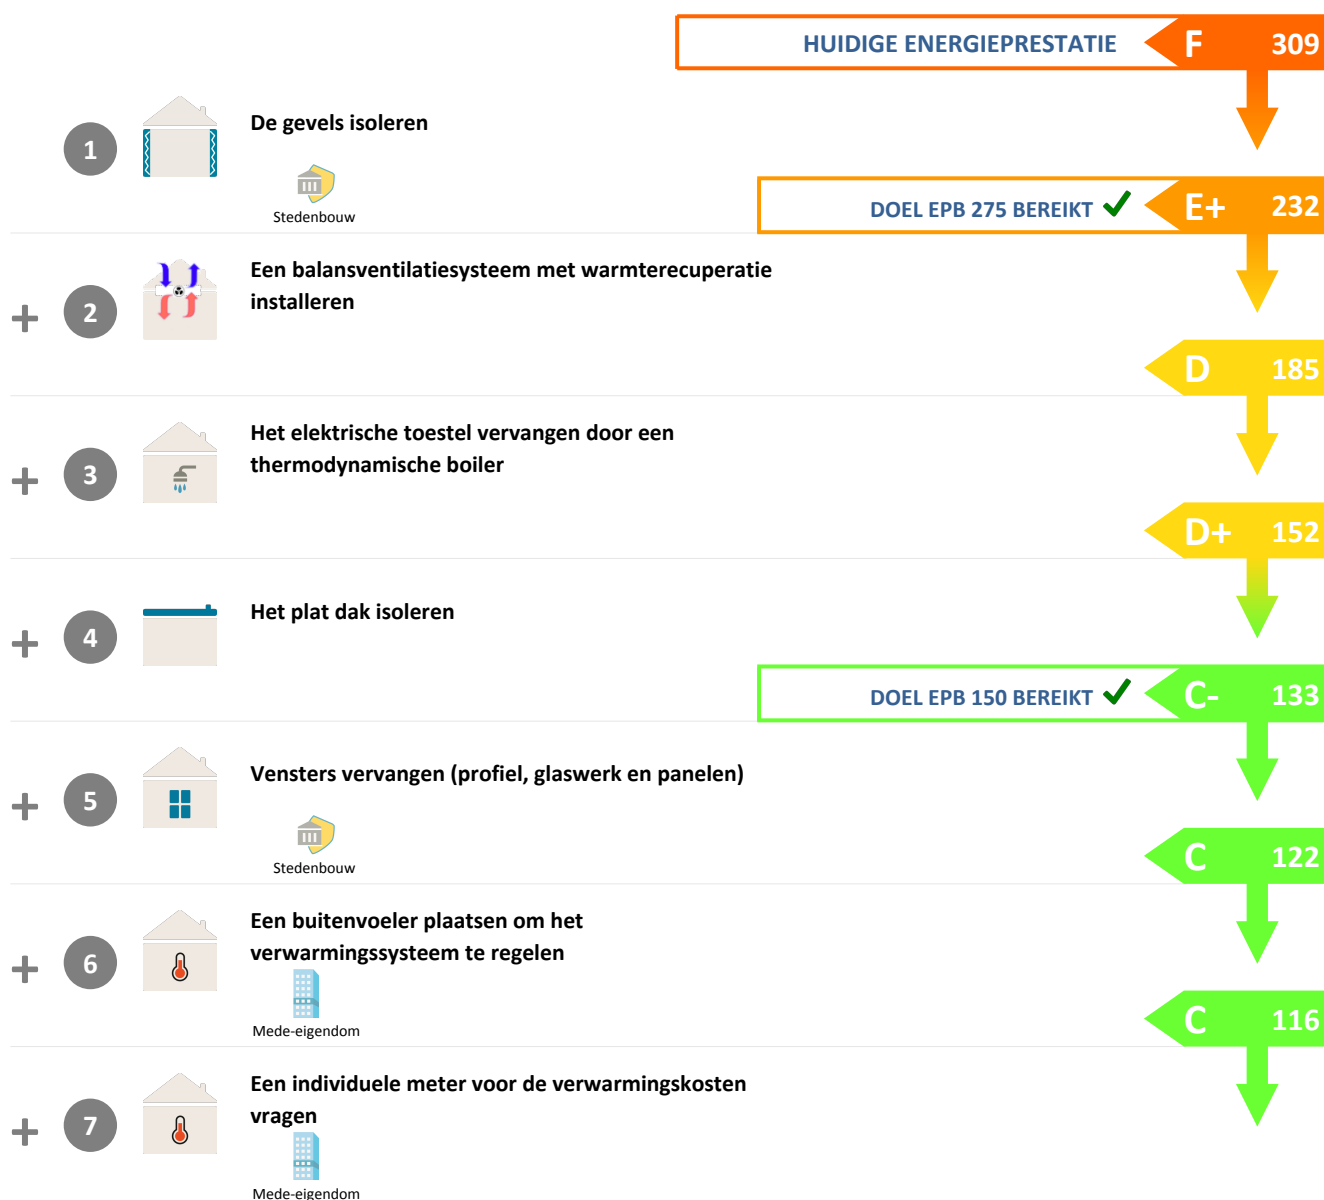 HUIDIGE ENERGIEPRESTATIE F 309
1 De gevels isoleren
Stedenbouw
DOEL EPB 275 BEREIKT E+ 232
Een balansventilatiesysteem met warmterecuperatie
+ 2 installeren
D 185
Het elektrische toestel vervangen door een
+ 3 thermodynamische boiler
D+ 152
+ 4 Het plat dak isoleren
DOEL EPB 150 BEREIKT C- 133
+ 5 Vensters vervangen (profiel, glaswerk en panelen)
Stedenbouw
C 122
Een buitenvoeler plaatsen om het
+ 6 verwarmingssysteem te regelen
Mede-eigendom
C 116
Een individuele meter voor de verwarmingskosten
+ 7 vragen
Mede-eigendom